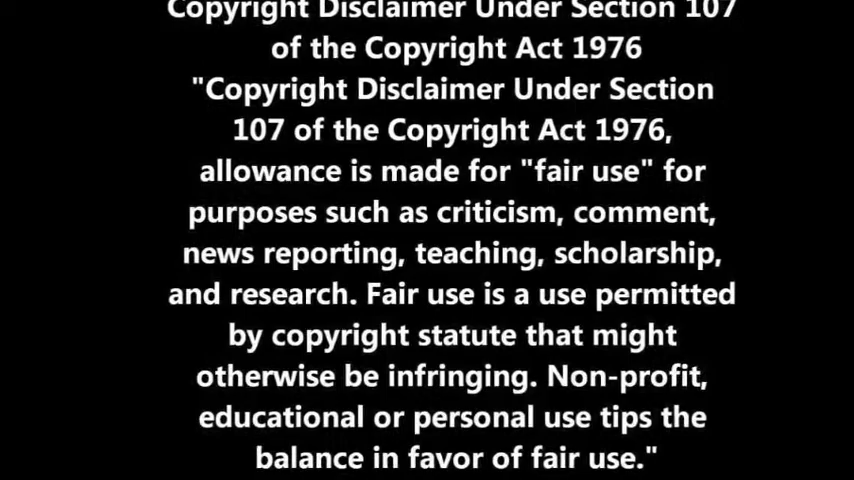 Copyright Disclaimer Under Section 107
of the Copyright Act 1976
"Copyright Disclaimer Under Section
107 of the Copyright Act 1976,
allowance is made for "fair use" for
purposes such as criticism, comment,
news reporting, teaching, scholarship,
and research. Fair use is a use permitted
by copyright statute that might
otherwise be infringing. Non-profit,
educational or personal use tips the
balance in favor of fair use."